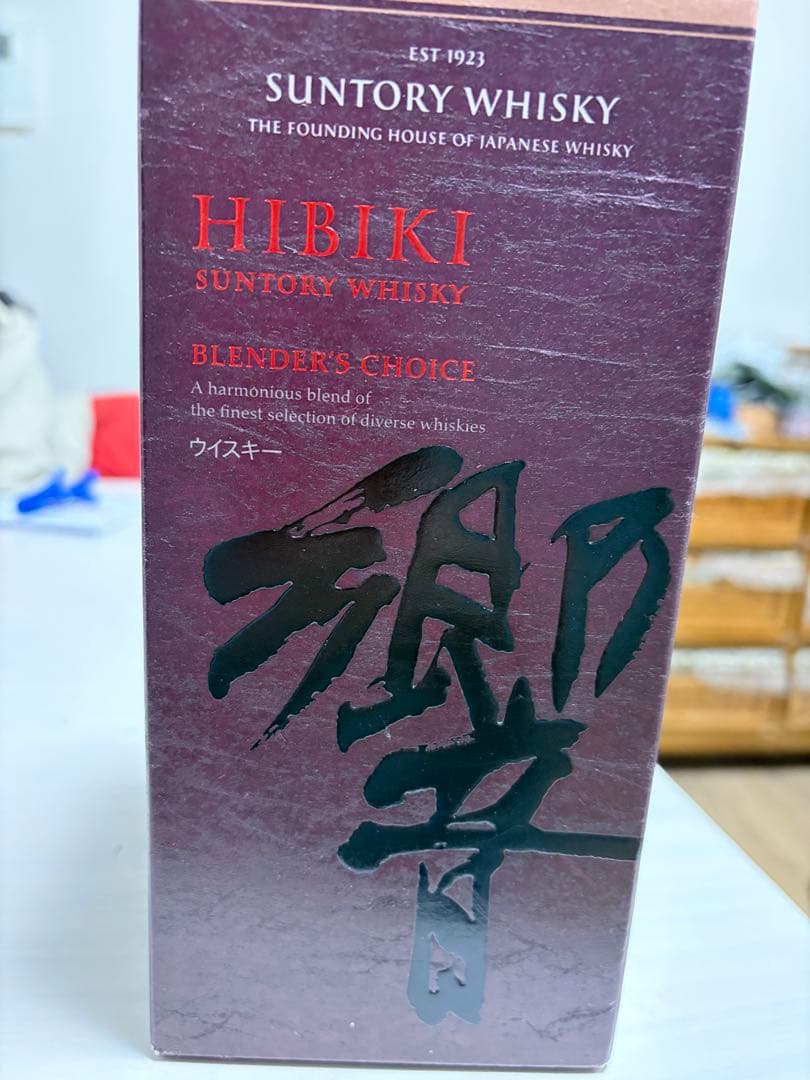 EST 1923
SUNTORY WHISKY
THE FOUNDING HOUSE OF JAPANESE WHISKY
HIBIKI
SUNTORY WHISKY
BLENDER'S CHOICE
A harmonious blend of
the finest selection of diverse whiskies
ウイスキー
響